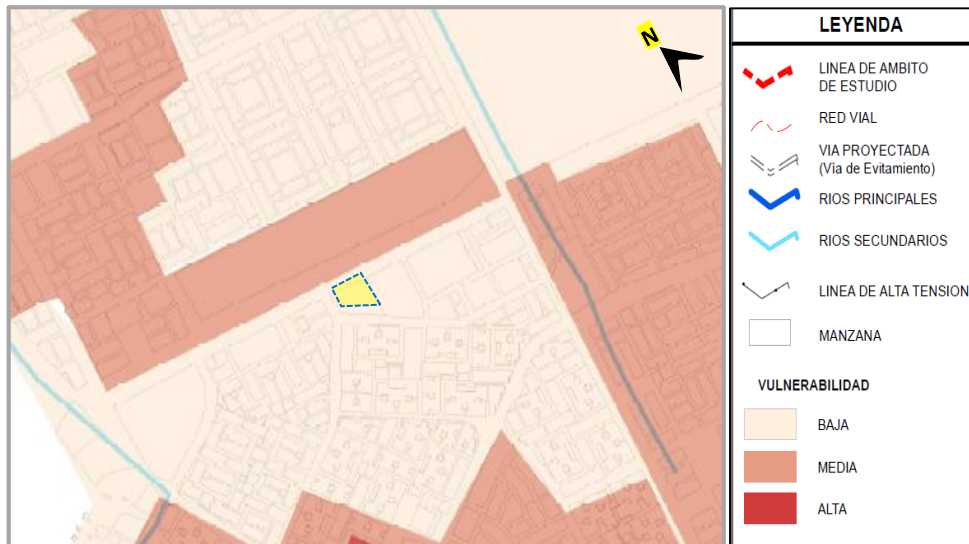 N
LEYENDA
LINEA DE AMBITO
DE ESTUDIO
RED VIAL
VIA PROYECTADA
(Via de Evitamiento)
RIOS PRINCIPALES
RIOS SECUNDARIOS
LINEA DE ALTA TENSION
MANZANA
VULNERABILIDAD
BAJA
MEDIA
ALTA